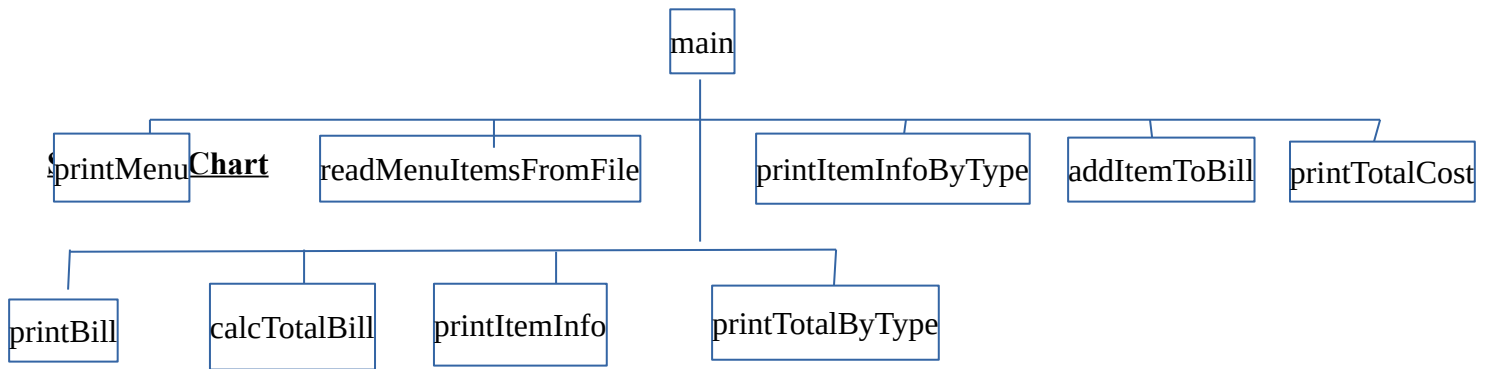 main
printMenu
Chart
readMenuItemsFromFile
printItemInfoByType
addItemToBill
printTotalCost
printBill
calcTotalBill
printItemInfo
printTotalByType